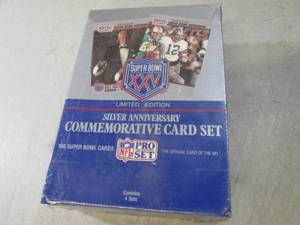 SUPER BOWL
XXV
LIMITED EDITION
SILVER ANNIVERSARY
COMMEMORATIVE CARD SET
160 SUPER BOWL CARDS
NFL PRO SET
THE OFFICIAL CARD OF THE NFL
Contains
4 Sets